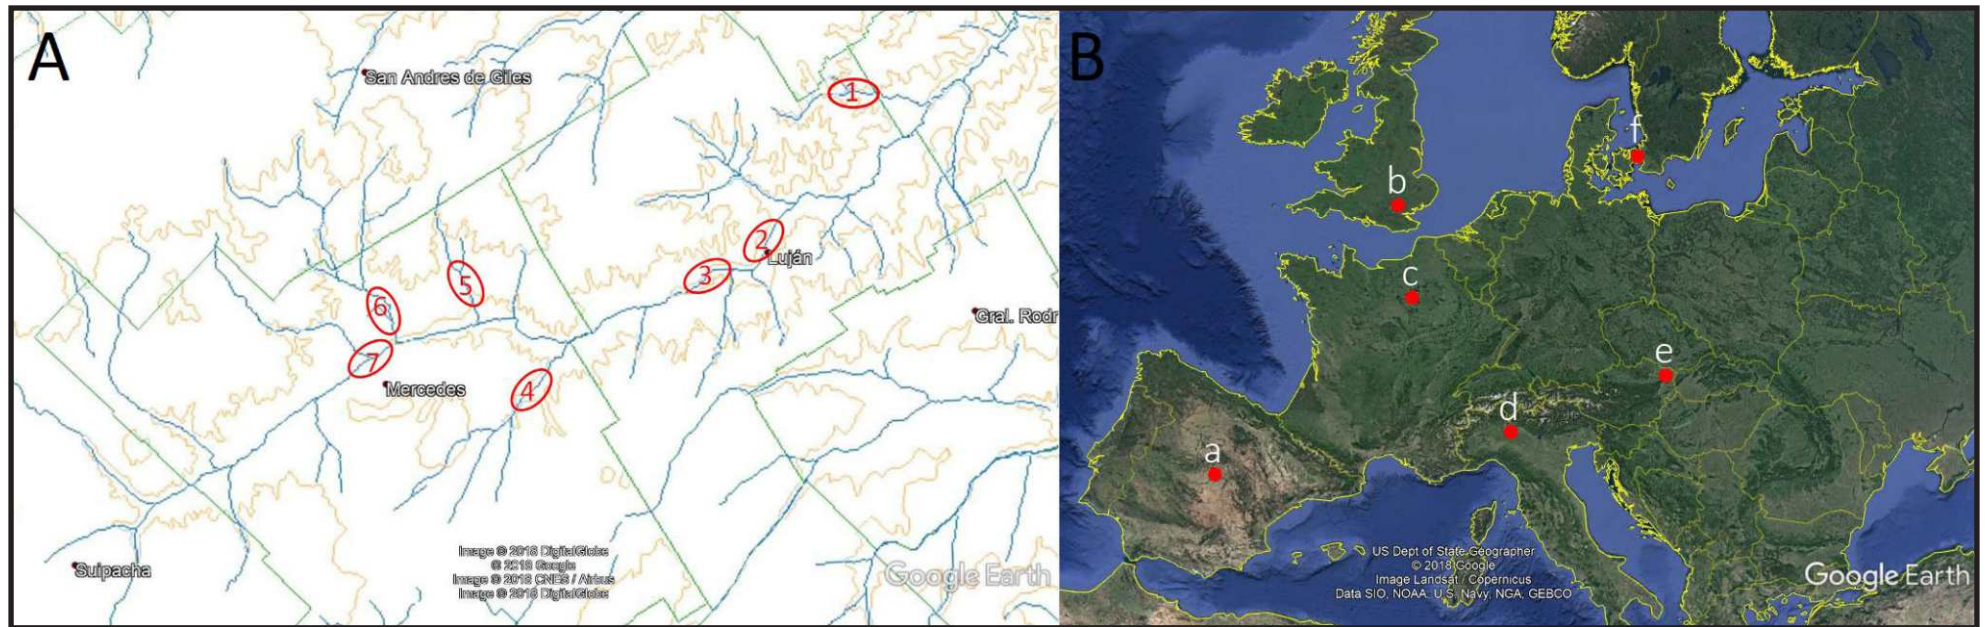 A
San Andres de Giles
1
2
Luján
3
5
6
Gral. Rodr
7
Mercedes
4
Suipacha
Image © 2018 DigitalGlobe
© 2018 Google
Image © 2018 CNES / Airbus
Image © 2018 DigitalGlobe
Google Earth
B
f
b
c
e
d
a
US Dept of State Geographer
© 2018 Google
Image Landsat / Copernicus
Data SIO, NOAA, U.S. Navy, NGA, GEBCO
Google Earth